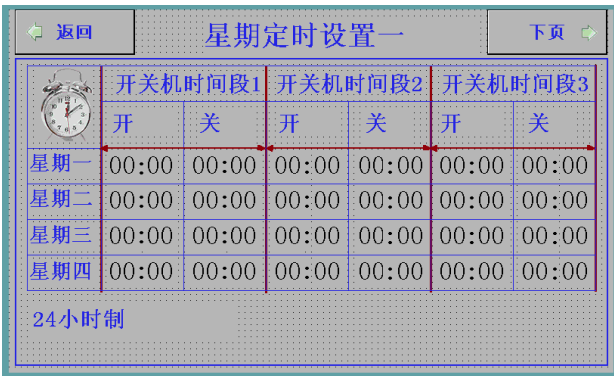 返回 星期定时设置一 下页
开关机时间段1 开关机时间段2 开关机时间段3
开 关 开 关 开 关
星期一 00:00 00:00 00:00 00:00 00:00 00:00
星期二 00:00 00:00 00:00 00:00 00:00 00:00
星期三 00:00 00:00 00:00 00:00 00:00 00:00
星期四 00:00 00:00 00:00 00:00 00:00 00:00
24小时制